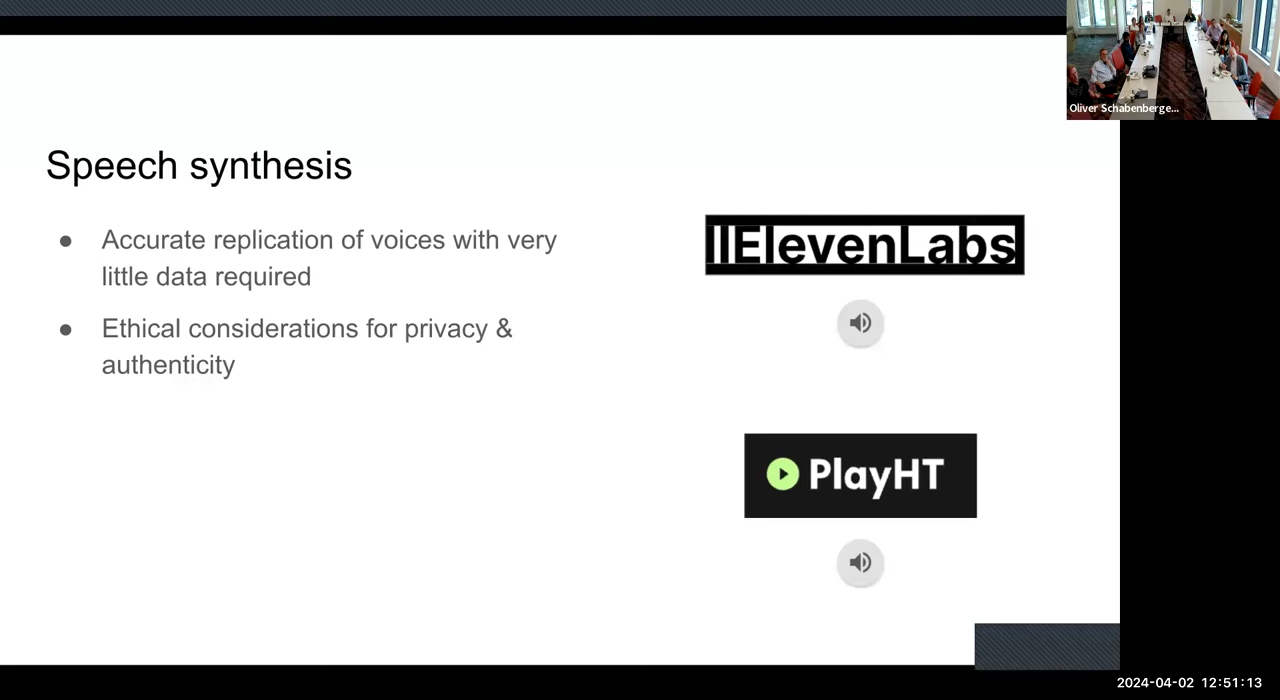 Oliver Schabenberge...
Speech synthesis
● Accurate replication of voices with very
little data required
● Ethical considerations for privacy &
authenticity
IIElevenLabs
PlayHT
2024-04-02 12:51:13